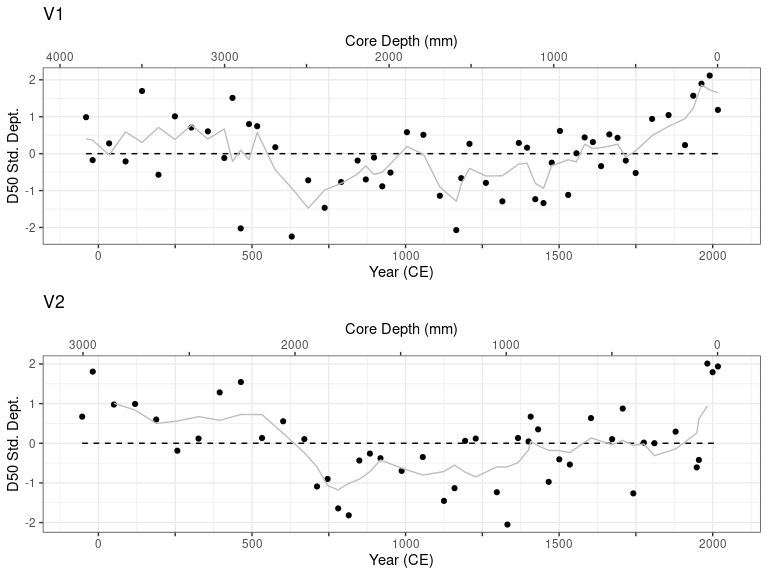 V1
Core Depth (mm)
4000 3000 2000 1000 0
D50 Std. Dept.
2
1
0
-1
-2
0 500 1000 1500 2000
Year (CE)
V2
Core Depth (mm)
3000 2000 1000 0
D50 Std. Dept.
2
1
0
-1
-2
0 500 1000 1500 2000
Year (CE)